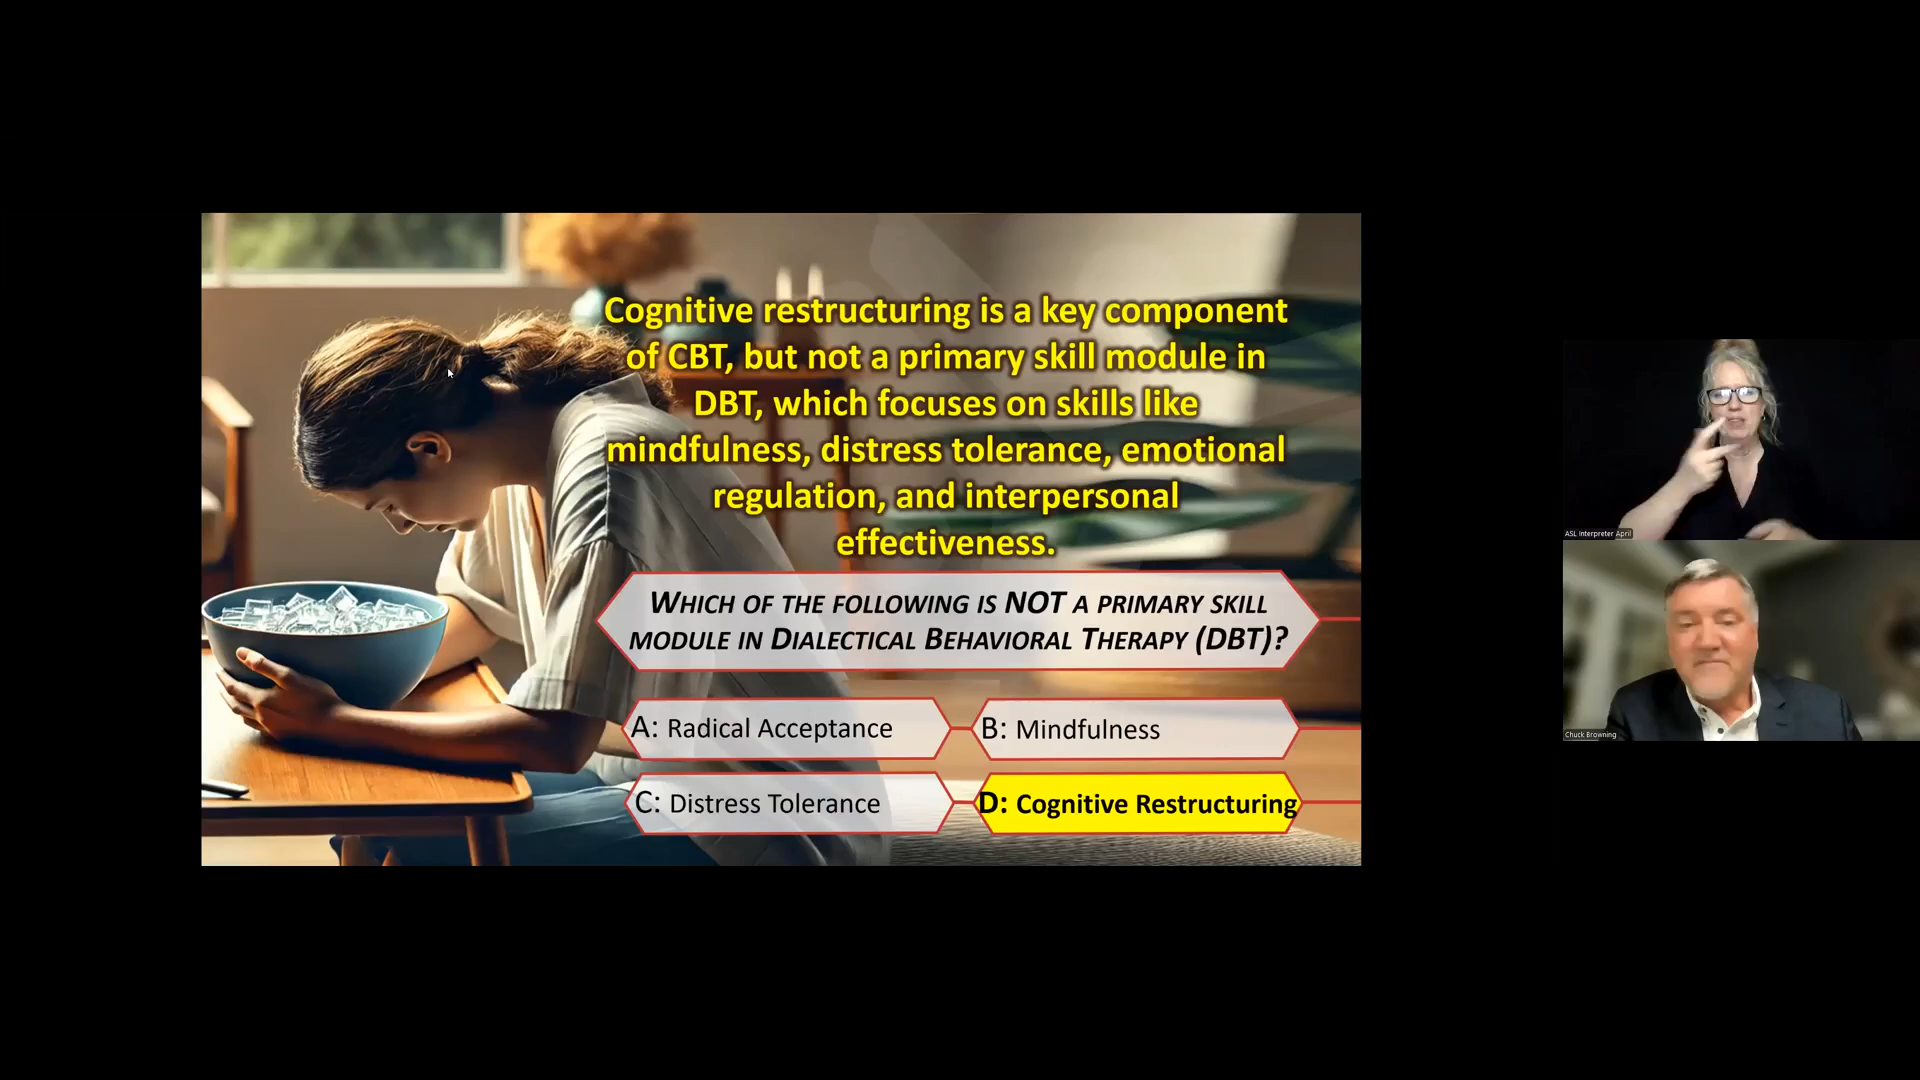 Cognitive restructuring is a key component
of CBT, but not a primary skill module in
DBT, which focuses on skills like
mindfulness, distress tolerance, emotional
regulation, and interpersonal
effectiveness.
WHICH OF THE FOLLOWING IS NOT A PRIMARY SKILL
MODULE IN DIALECTICAL BEHAVIORAL THERAPY (DBT)?
A: Radical Acceptance
B: Mindfulness
C: Distress Tolerance
D: Cognitive Restructuring
ASL Interpreter April
Chuck Browning